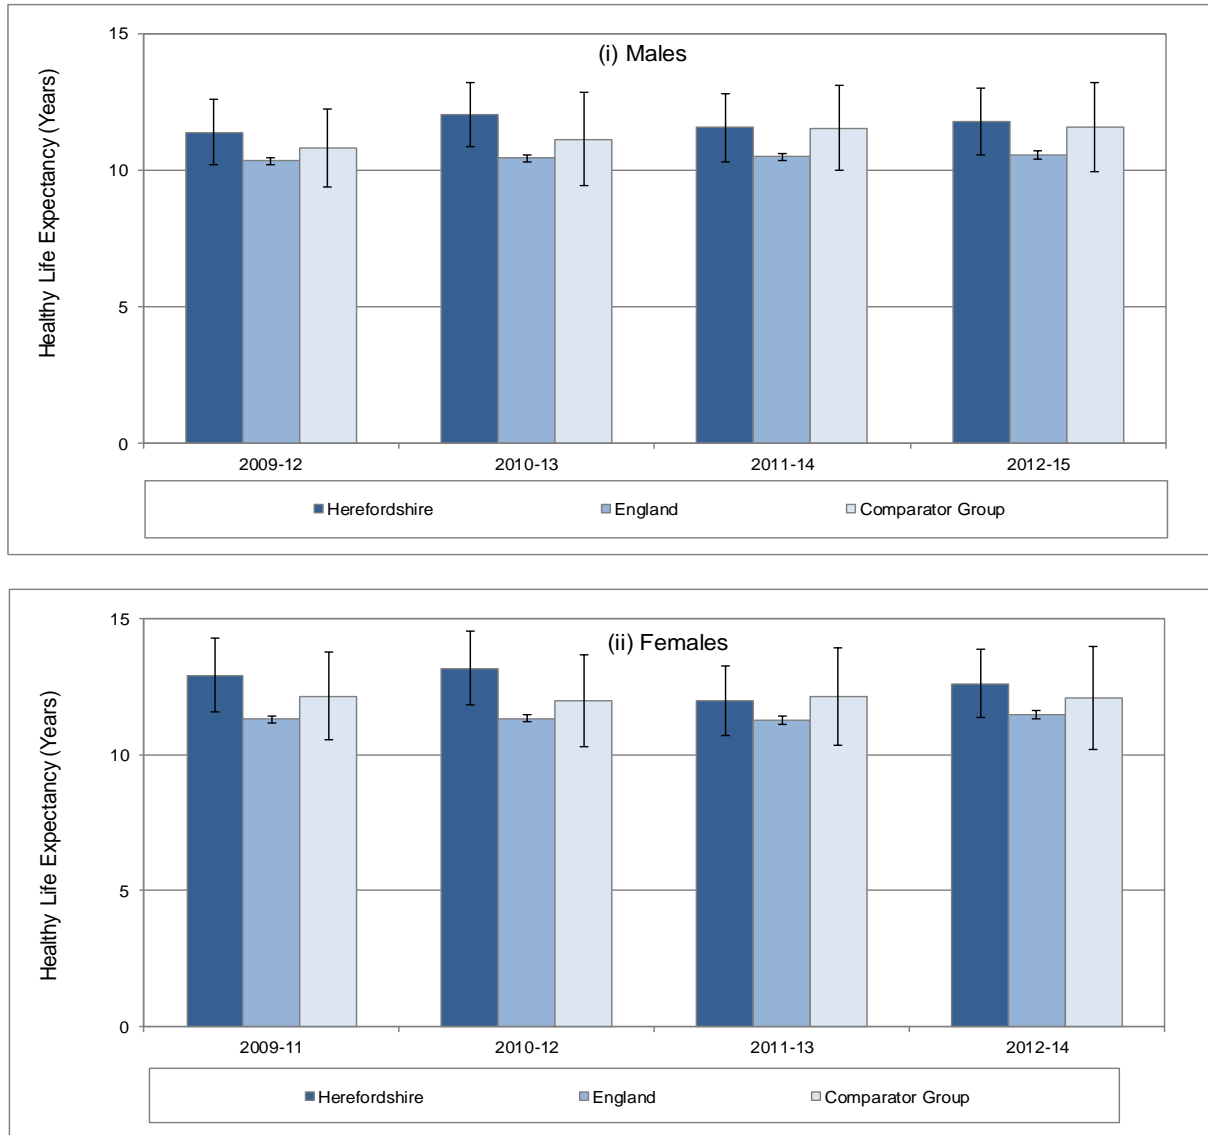 (i) Males
Healthy Life Expectancy (Years)
15
10
5
0
2009-12 2010-13 2011-14 2012-15
Herefordshire England Comparator Group
(ii) Females
Healthy Life Expectancy (Years)
15
10
5
0
2009-11 2010-12 2011-13 2012-14
Herefordshire England Comparator Group